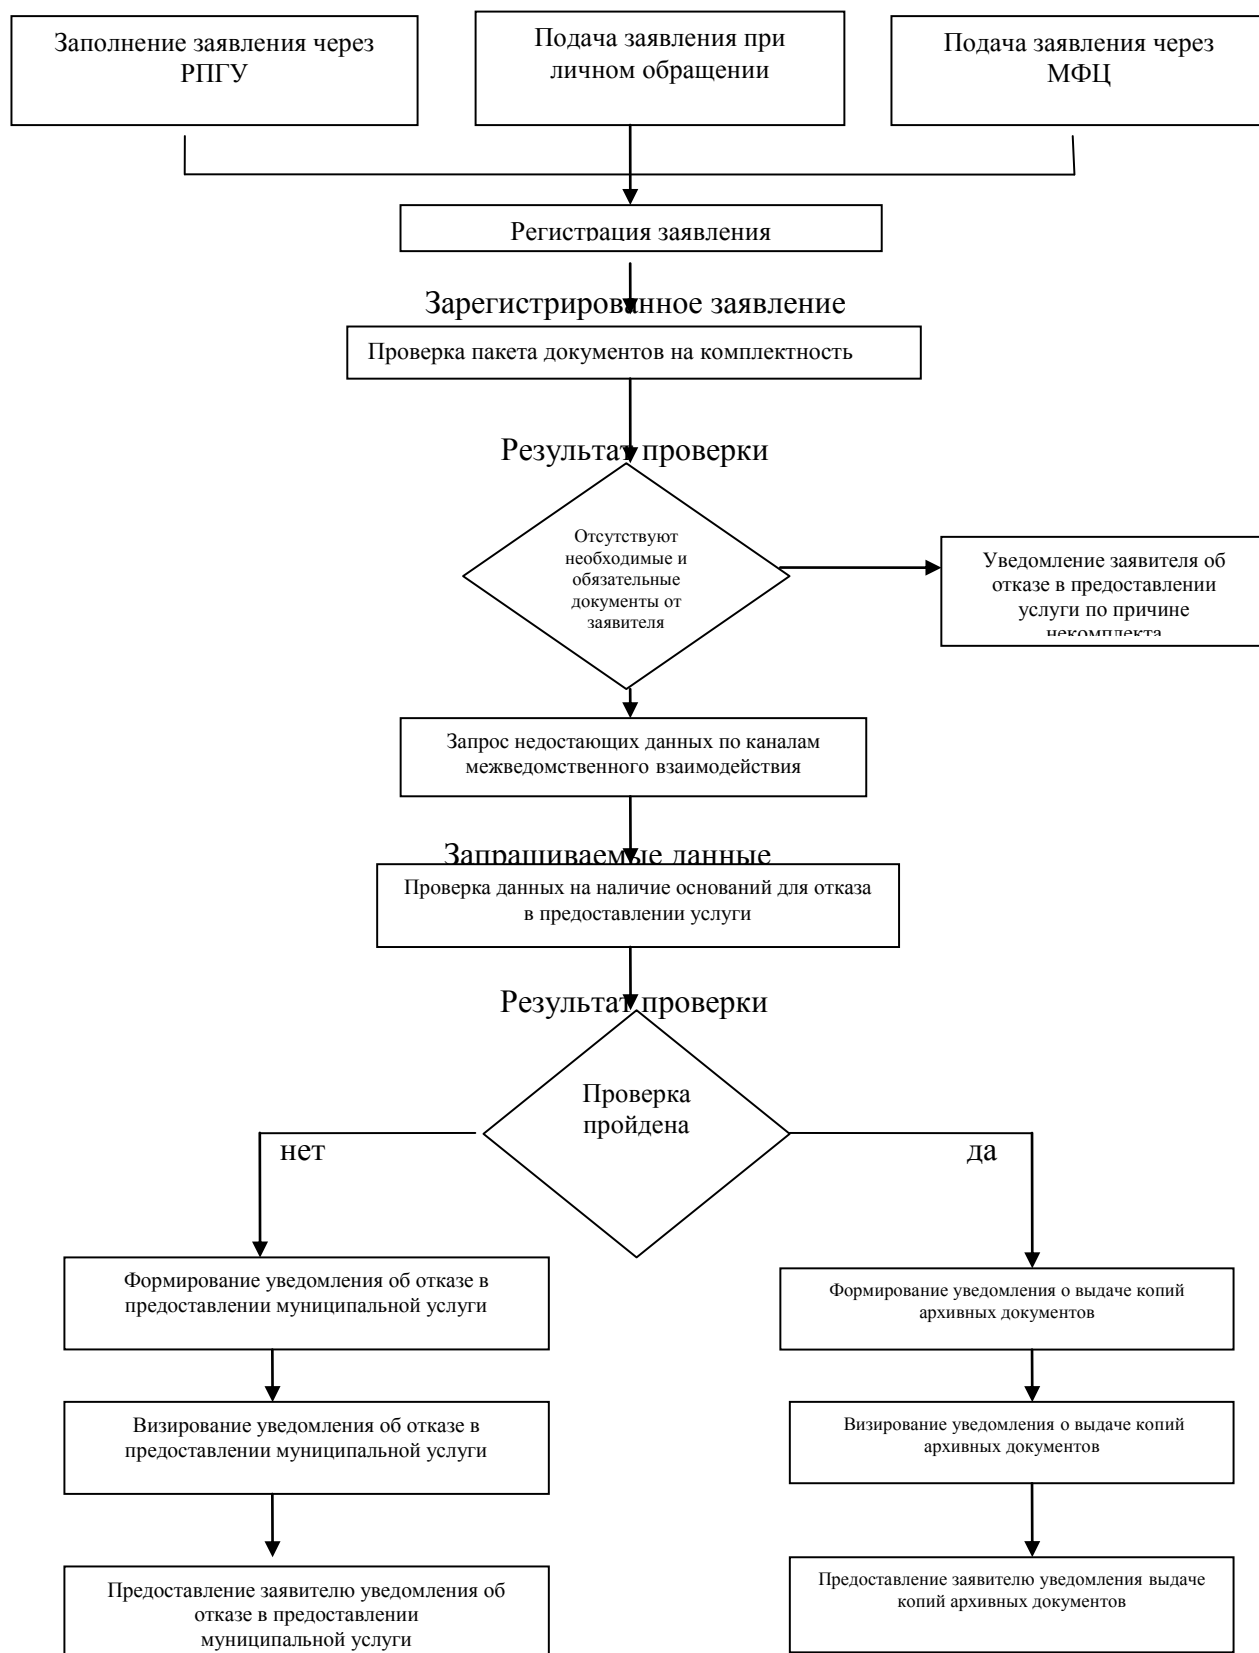 Заполнение заявления через
РПГУ
Подача заявления при
личном обращении
Подача заявления через
МФЦ
Регистрация заявления
Зарегистрированное заявление
Проверка пакета документов на комплектность
Результат проверки
Отсутствуют
необходимые и
обязательные
документы от
заявителя
Уведомление заявителя об
отказе в предоставлении
услуги по причине
некомплекта
Запрос недостающих данных по каналам
межведомственного взаимодействия
Запрашиваемые данные
Проверка данных на наличие оснований для отказа
в предоставлении услуги
Результат проверки
Проверка
пройдена
нет
да
Формирование уведомления об отказе в
предоставлении муниципальной услуги
Формирование уведомления о выдаче копий
архивных документов
Визирование уведомления об отказе в
предоставлении муниципальной услуги
Визирование уведомления о выдаче копий
архивных документов
Предоставление заявителю уведомления об
отказе в предоставлении
муниципальной услуги
Предоставление заявителю уведомления выдаче
копий архивных документов